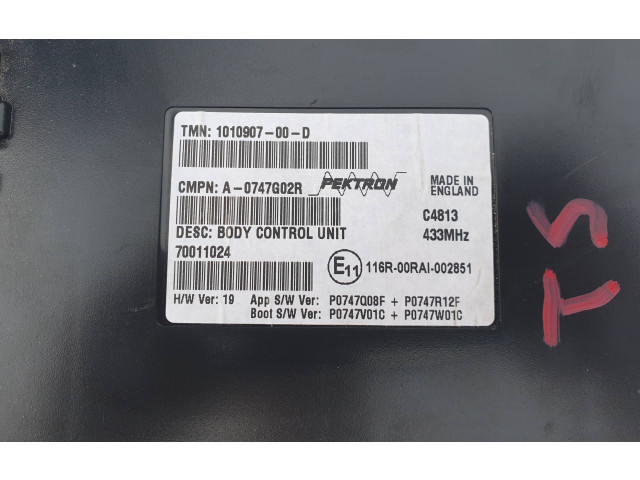 TMN: 1010907-00-D
CMPN: A-0747G02R
PEKTRON
MADE IN
ENGLAND
C4813
DESC: BODY CONTROL UNIT
433MHz
70011024
E11
116R-00RAI-002851
H/W Ver: 19 App S/W Ver: P0747Q08F + P0747R12F
Boot S/W Ver: P0747V01C + P0747W01C
TS